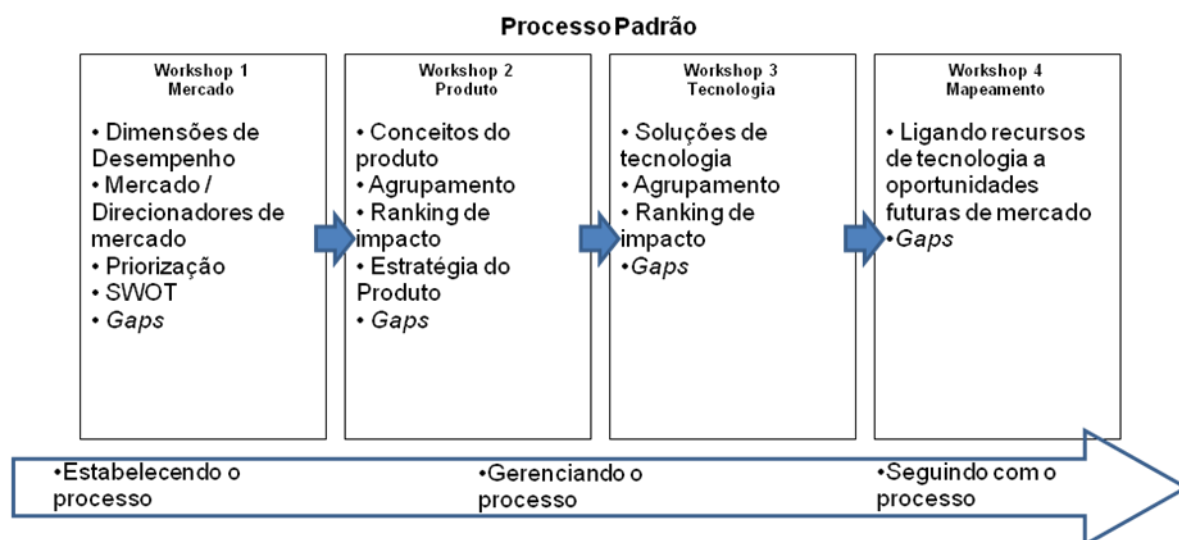 Processo Padrão
Workshop 1
Mercado
• Dimensões de
Desempenho
• Mercado /
Direcionadores de
mercado
• Priorização
• SWOT
• Gaps
Workshop 2
Produto
• Conceitos do
produto
• Agrupamento
• Ranking de
impacto
• Estratégia do
Produto
• Gaps
Workshop 3
Tecnologia
• Soluções de
tecnologia
• Agrupamento
• Ranking de
impacto
•Gaps
Workshop 4
Mapeamento
• Ligando recursos
de tecnologia a
oportunidades
futuras de mercado
•Gaps
•Estabelecendo o
processo
•Gerenciando o
processo
•Seguindo com o
processo